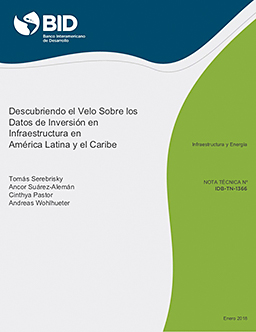 BID
Banco Interamericano
de Desarrollo
Descubriendo el Velo Sobre los
Datos de Inversión en
Infraestructura en
América Latina y el Caribe
Infraestructura y Energía
Tomás Serebrisky
Ancor Suárez-Alemán
Cinthya Pastor
Andreas Wohlhueter
NOTA TÉCNICA Nº
IDB-TN-1366
Enero 2018